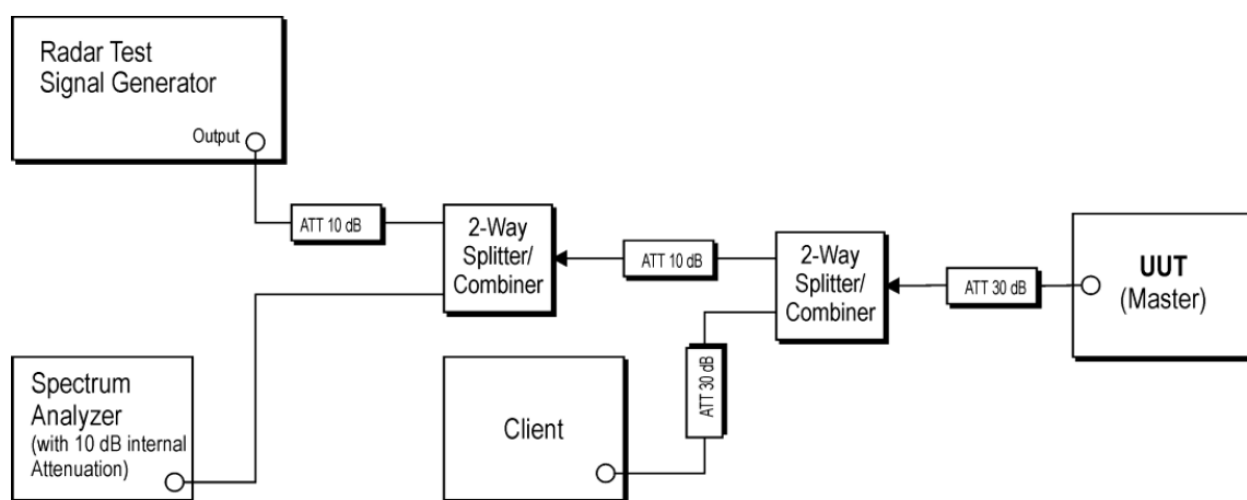 Radar Test
Signal Generator
Output
ATT 10 dB
2-Way
Splitter/
Combiner
ATT 10 dB
2-Way
Splitter/
Combiner
ATT 30 dB
UUT
(Master)
Spectrum
Analyzer
(with 10 dB internal
Attenuation)
Client
ATT 30 dB